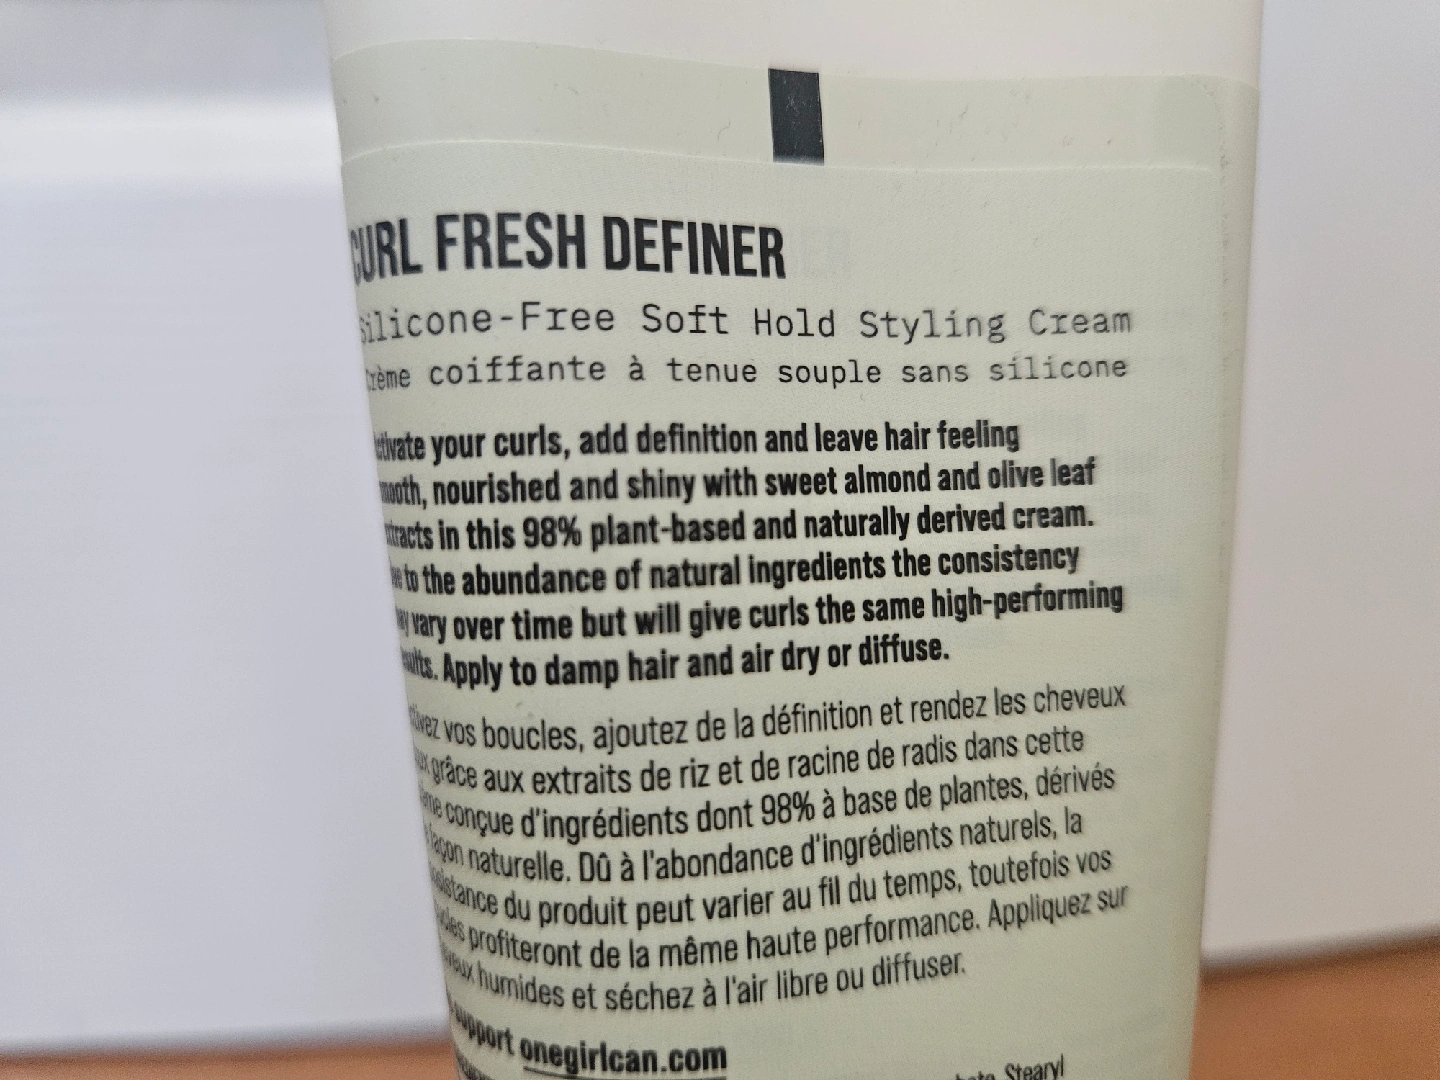 CURL FRESH DEFINER
Silicone-Free Soft Hold Styling Cream
Crème coiffante à tenue souple sans silicone
your curls, add definition and leave hair feeling
nourished and shiny with sweet almond and olive leaf
in this 98% plant-based and naturally derived cream.
to the abundance of natural ingredients the consistency
vary over time but will give curls the same high-performing
Apply to damp hair and air dry or diffuse.
vos boucles, ajoutez de la définition et rendez les cheveux
grâce aux extraits de riz et de racine de radis dans cette
conçue d'ingrédients dont 98% à base de plantes, dérivés
façon naturelle. Dû à l'abondance d'ingrédients naturels, la
du produit peut varier au fil du temps, toutefois vos
profiteront de la même haute performance. Appliquez sur
humides et séchez à l'air libre ou diffuser.
support onegirlcan.com
Stearyl